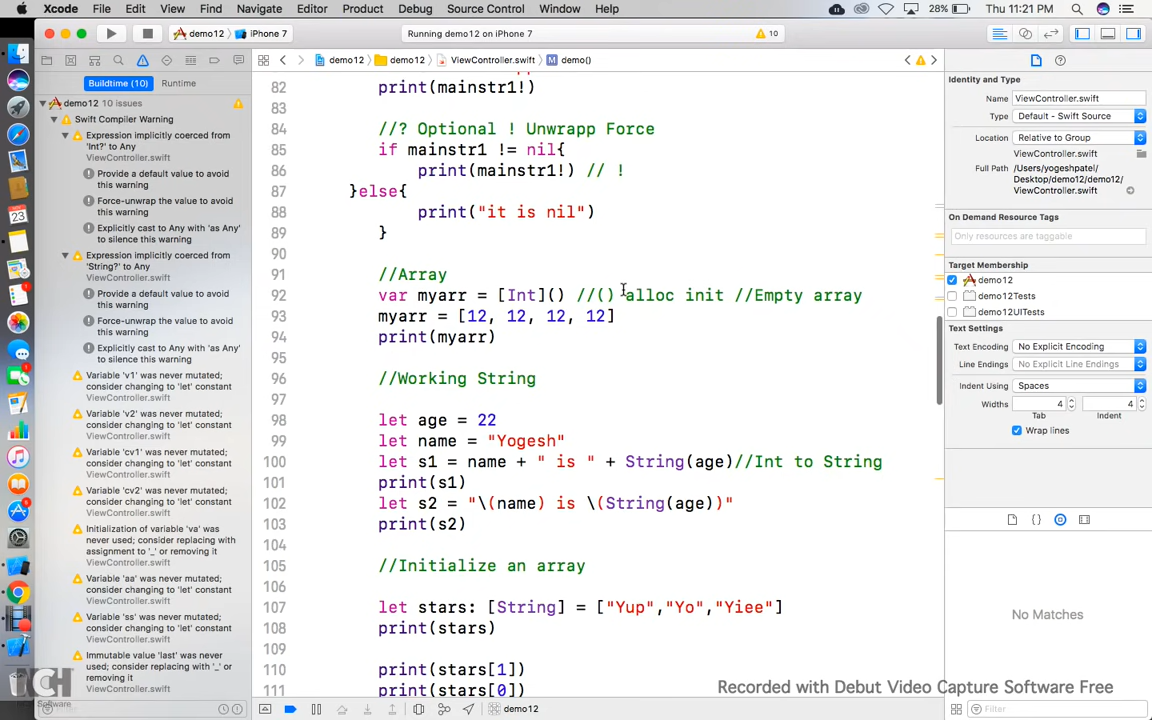 Xcode File Edit View Find Navigate Editor Product Debug Source Control Window Help 28% Thu 11:21 PM
demo12 iPhone 7 Running demo12 on iPhone 7 10
demo12 demo12 ViewController.swift M demo()
Buildtime (10) Runtime
demo12 10 issues
Swift Compiler Warning
Expression implicitly coerced from
'Int?' to Any
ViewController.swift
Provide a default value to avoid
this warning
Force-unwrap the value to avoid
this warning
Explicitly cast to Any with 'as Any'
to silence this warning
Expression implicitly coerced from
'String?' to Any
ViewController.swift
Provide a default value to avoid
this warning
Force-unwrap the value to avoid
this warning
Explicitly cast to Any with 'as Any'
to silence this warning
Variable 'v1' was never mutated;
consider changing to 'let' constant
ViewController.swift
Variable 'v2' was never mutated;
consider changing to 'let' constant
ViewController.swift
Variable 'cv1' was never mutated;
consider changing to 'let' constant
ViewController.swift
Variable 'cv2' was never mutated;
consider changing to 'let' constant
ViewController.swift
Initialization of variable 'va' was
never used; consider replacing with
assignment to '_' or removing it
ViewController.swift
Variable 'aa' was never mutated;
consider changing to 'let' constant
ViewController.swift
Variable 'ss' was never mutated;
consider changing to 'let' constant
ViewController.swift
Immutable value 'last' was never
used; consider replacing with '_' or
removing it
ViewController.swift
82 print(mainstr1!)
83
84 //? Optional ! Unwrapp Force
85 if mainstr1 != nil{
86 print(mainstr1!) // !
87 }else{
88 print("it is nil")
89 }
90
91 //Array
92 var myarr = [Int]() //() alloc init //Empty array
93 myarr = [12, 12, 12, 12]
94 print(myarr)
95
96 //Working String
97
98 let age = 22
99 let name = "Yogesh"
100 let s1 = name + " is " + String(age)//Int to String
101 print(s1)
102 let s2 = "\(name) is \(String(age))"
103 print(s2)
104
105 //Initialize an array
106
107 let stars: [String] = ["Yup","Yo","Yiee"]
108 print(stars)
109
110 print(stars[1])
111 print(stars[0])
demo12
Identity and Type
Name ViewController.swift
Type Default - Swift Source
Location Relative to Group
ViewController.swift
Full Path /Users/yogeshpatel/
Desktop/demo12/demo12/
ViewController.swift
On Demand Resource Tags
Only resources are taggable
Target Membership
demo12
demo12Tests
demo12UITests
Text Settings
Text Encoding No Explicit Encoding
Line Endings No Explicit Line Endings
Indent Using Spaces
Widths 4 4
Tab Indent
Wrap lines
No Matches
Filter
NCH Software
Recorded with Debut Video Capture Software Free